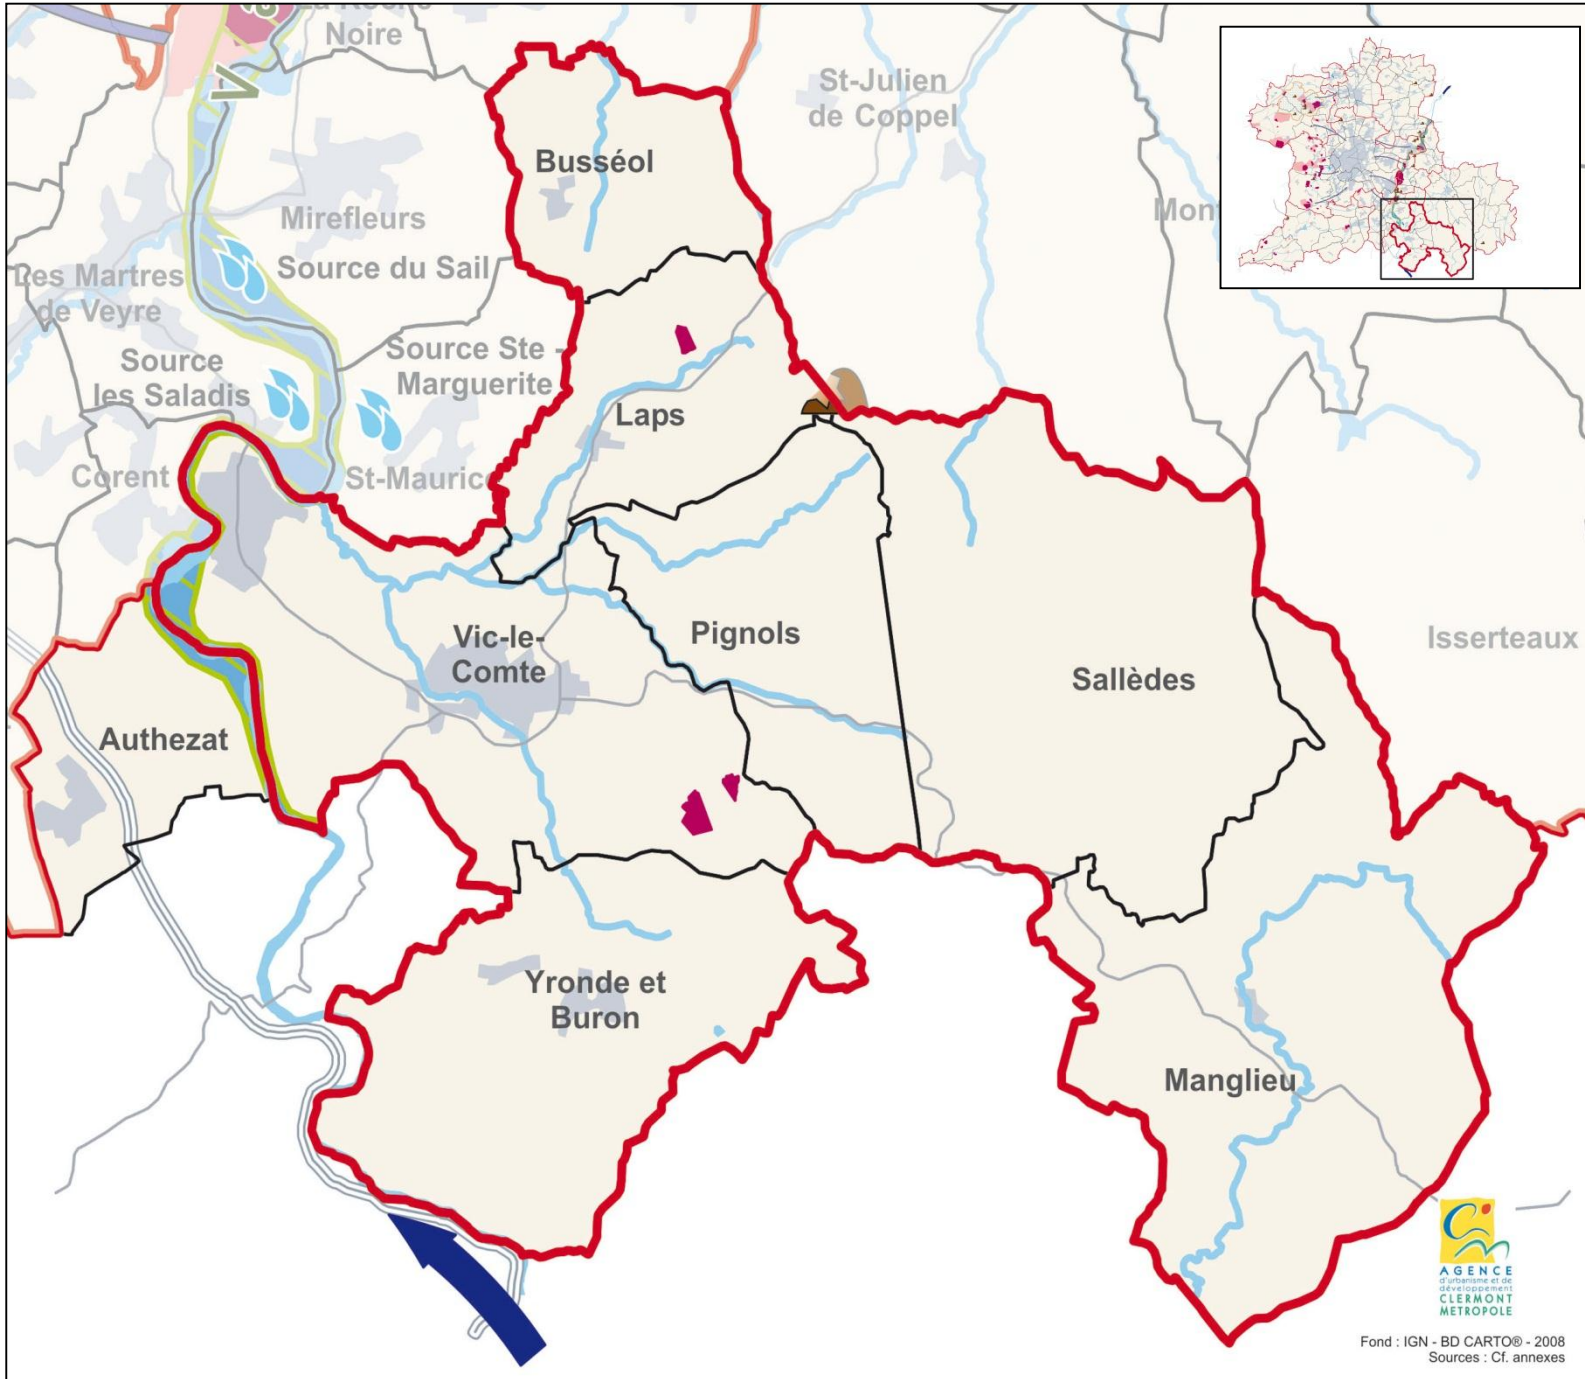 La Roche
Noire
St-Julien
de Coppel
Busséol
Mirefleurs
Source du Sail
Les Martres
de Veyre
Source
les Saladis
Source Ste -
Marguerite
Laps
Corent
St-Maurice
Vic-le-
Comte
Pignols
Isserteaux
Sallèdes
Authezat
Yronde et
Buron
Manglieu
AGENCE
d'urbanisme et de
développement
CLERMONT
METROPOLE
Fond : IGN - BD CARTO® - 2008
Sources : Cf. annexes